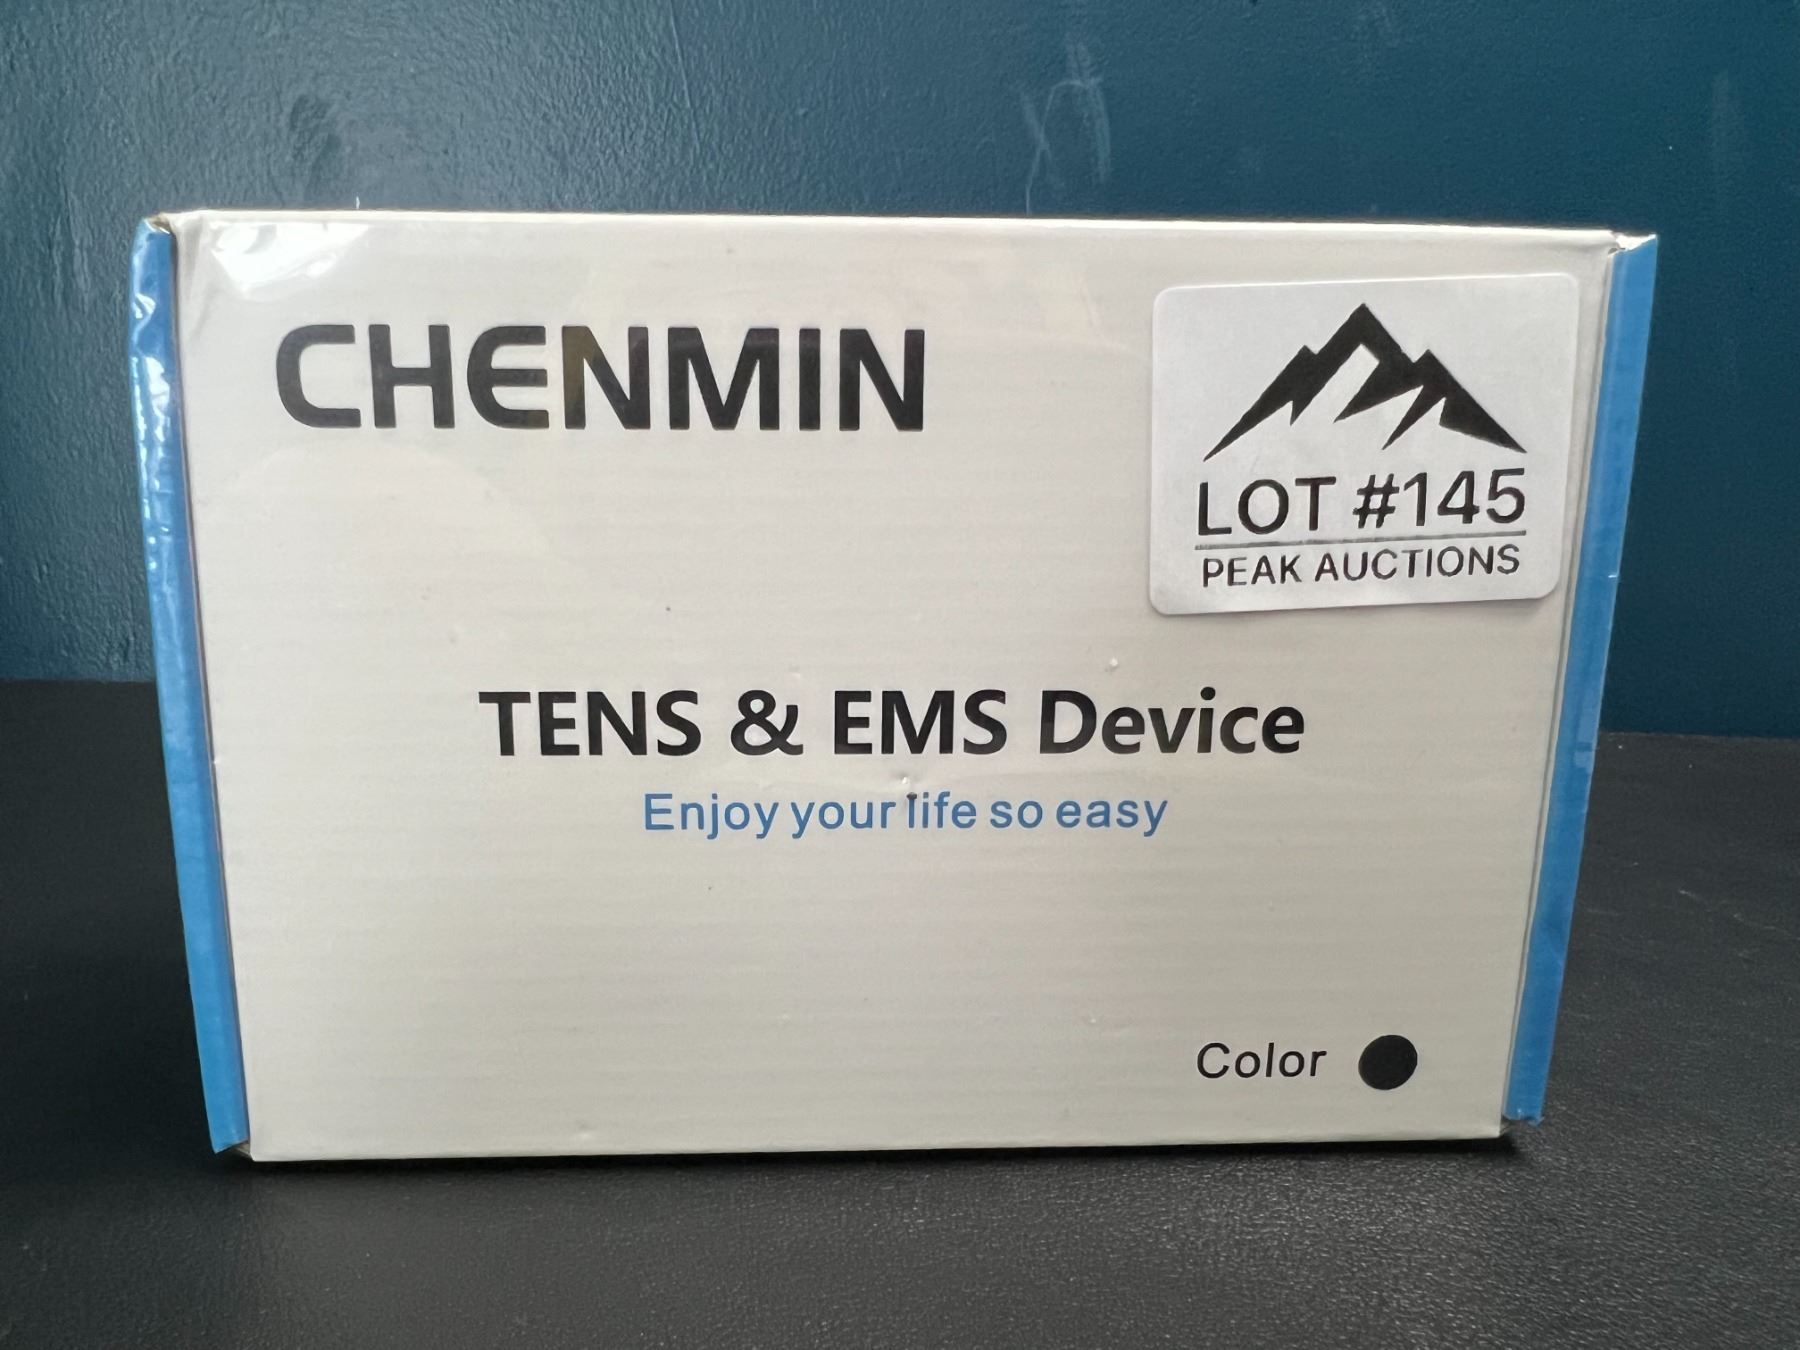 CHENMIN
LOT #145
PEAK AUCTIONS
TENS & EMS Device
Enjoy your life so easy
Color